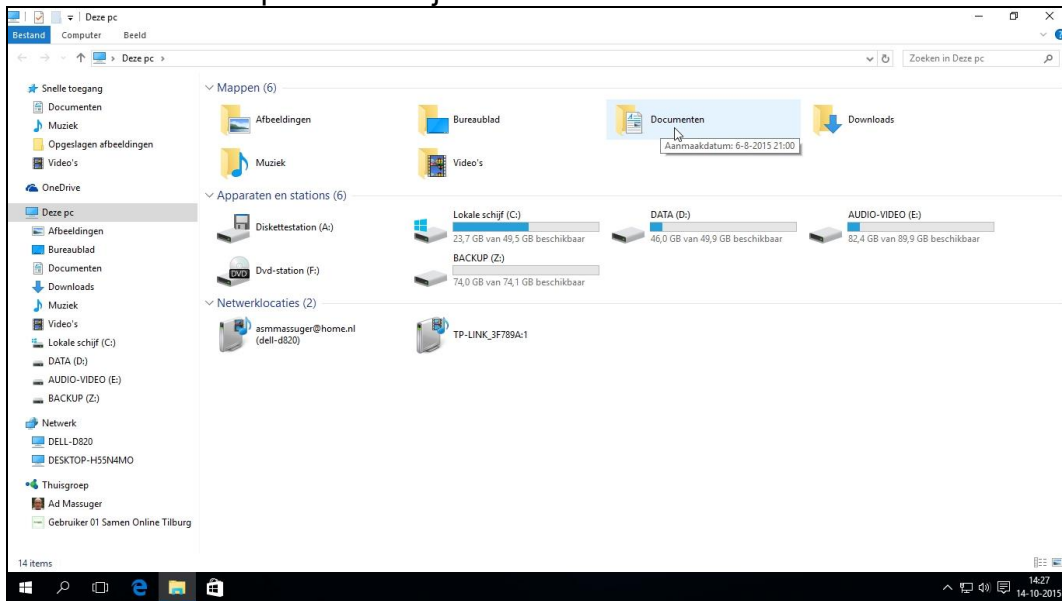 Deze pc
Bestand Computer Beeld
Deze pc
Zoeken in Deze pc
Snelle toegang
Documenten
Muziek
Opgeslagen afbeeldingen
Video's
OneDrive
Deze pc
Afbeeldingen
Bureaublad
Documenten
Downloads
Muziek
Video's
Lokale schijf (C:)
DATA (D:)
AUDIO-VIDEO (E:)
BACKUP (Z:)
Netwerk
DELL-D820
DESKTOP-H55N4MO
Thuisgroep
Ad Massuger
Gebruiker 01 Samen Online Tilburg
Mappen (6)
Afbeeldingen
Bureaublad
Documenten
Downloads
Aanmaakdatum: 6-8-2015 21:00
Muziek
Video's
Apparaten en stations (6)
Diskettestation (A:)
Lokale schijf (C:)
23,7 GB van 49,5 GB beschikbaar
DATA (D:)
46,0 GB van 49,9 GB beschikbaar
AUDIO-VIDEO (E:)
82,4 GB van 89,9 GB beschikbaar
DVD
Dvd-station (F:)
BACKUP (Z:)
74,0 GB van 74,1 GB beschikbaar
Netwerklocaties (2)
asmmassuger@home.nl
(dell-d820)
TP-LINK_3F789A:1
14 items
14:27
14-10-2015